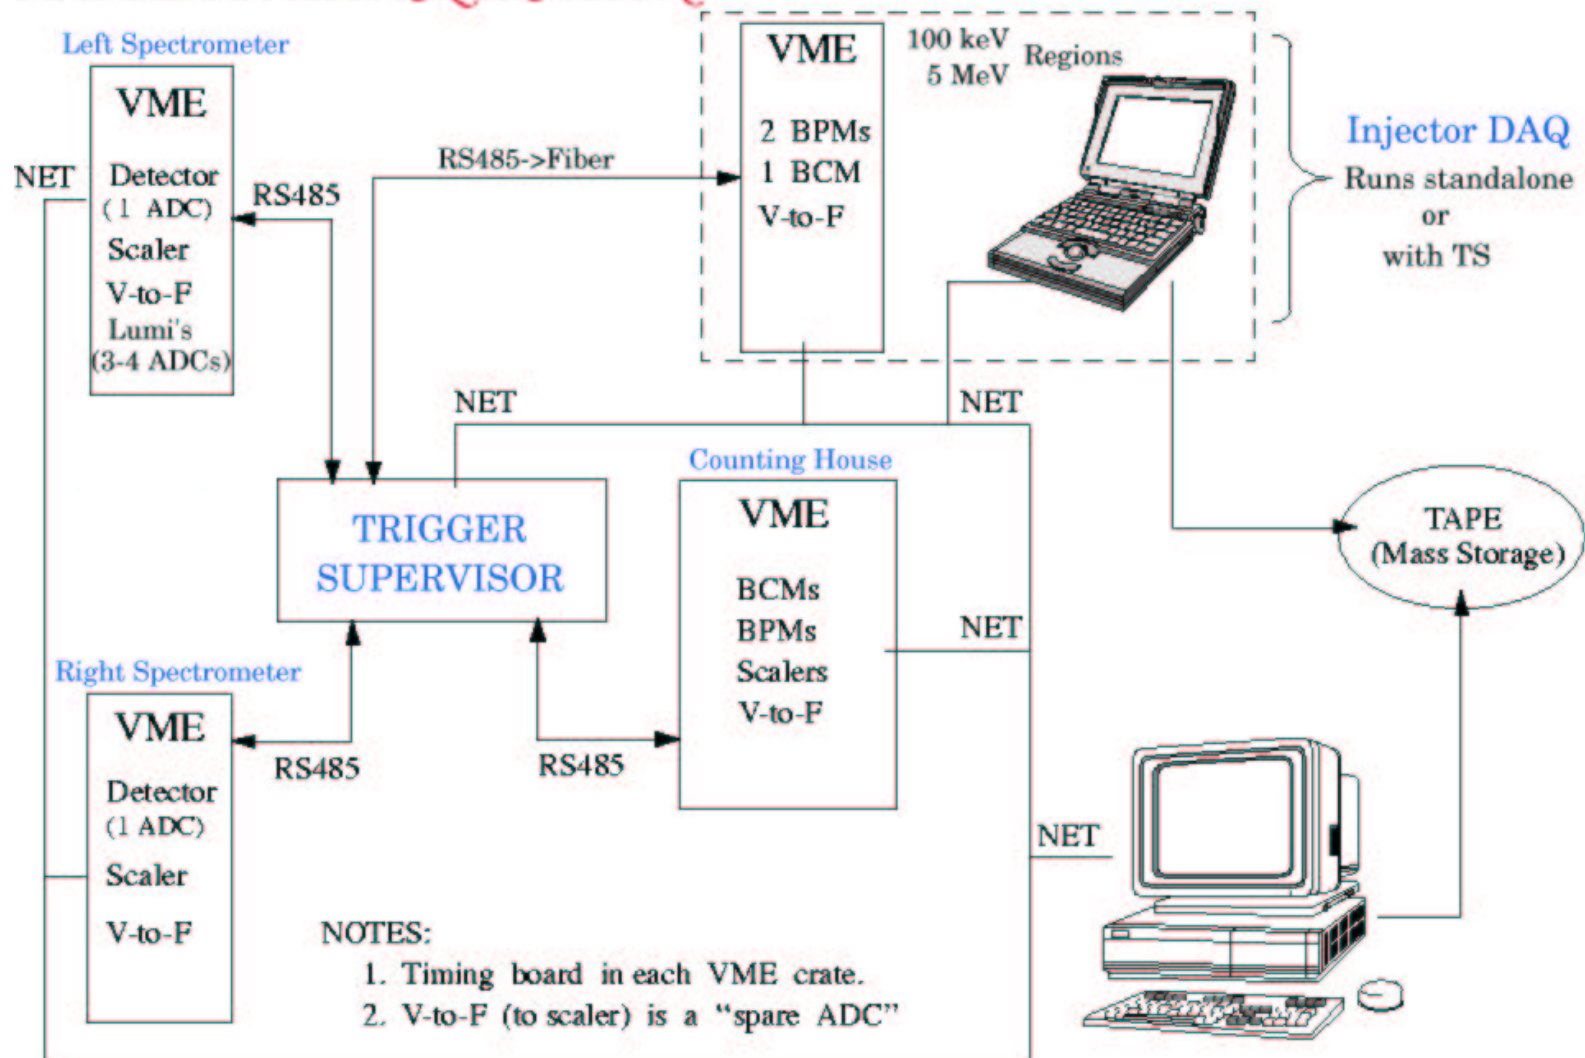 Left Spectrometer
VME
Detector
(1 ADC)
Scaler
V-to-F
Lumi's
(3-4 ADCs)
NET
RS485
RS485->Fiber
VME
2 BPMs
1 BCM
V-to-F
100 keV
5 MeV
Regions
Injector DAQ
Runs standalone
or
with TS
NET
NET
TRIGGER
SUPERVISOR
Counting House
VME
BCMs
BPMs
Scalers
V-to-F
NET
TAPE
(Mass Storage)
Right Spectrometer
VME
Detector
(1 ADC)
Scaler
V-to-F
RS485
RS485
NET
NOTES:
1. Timing board in each VME crate.
2. V-to-F (to scaler) is a “spare ADC”